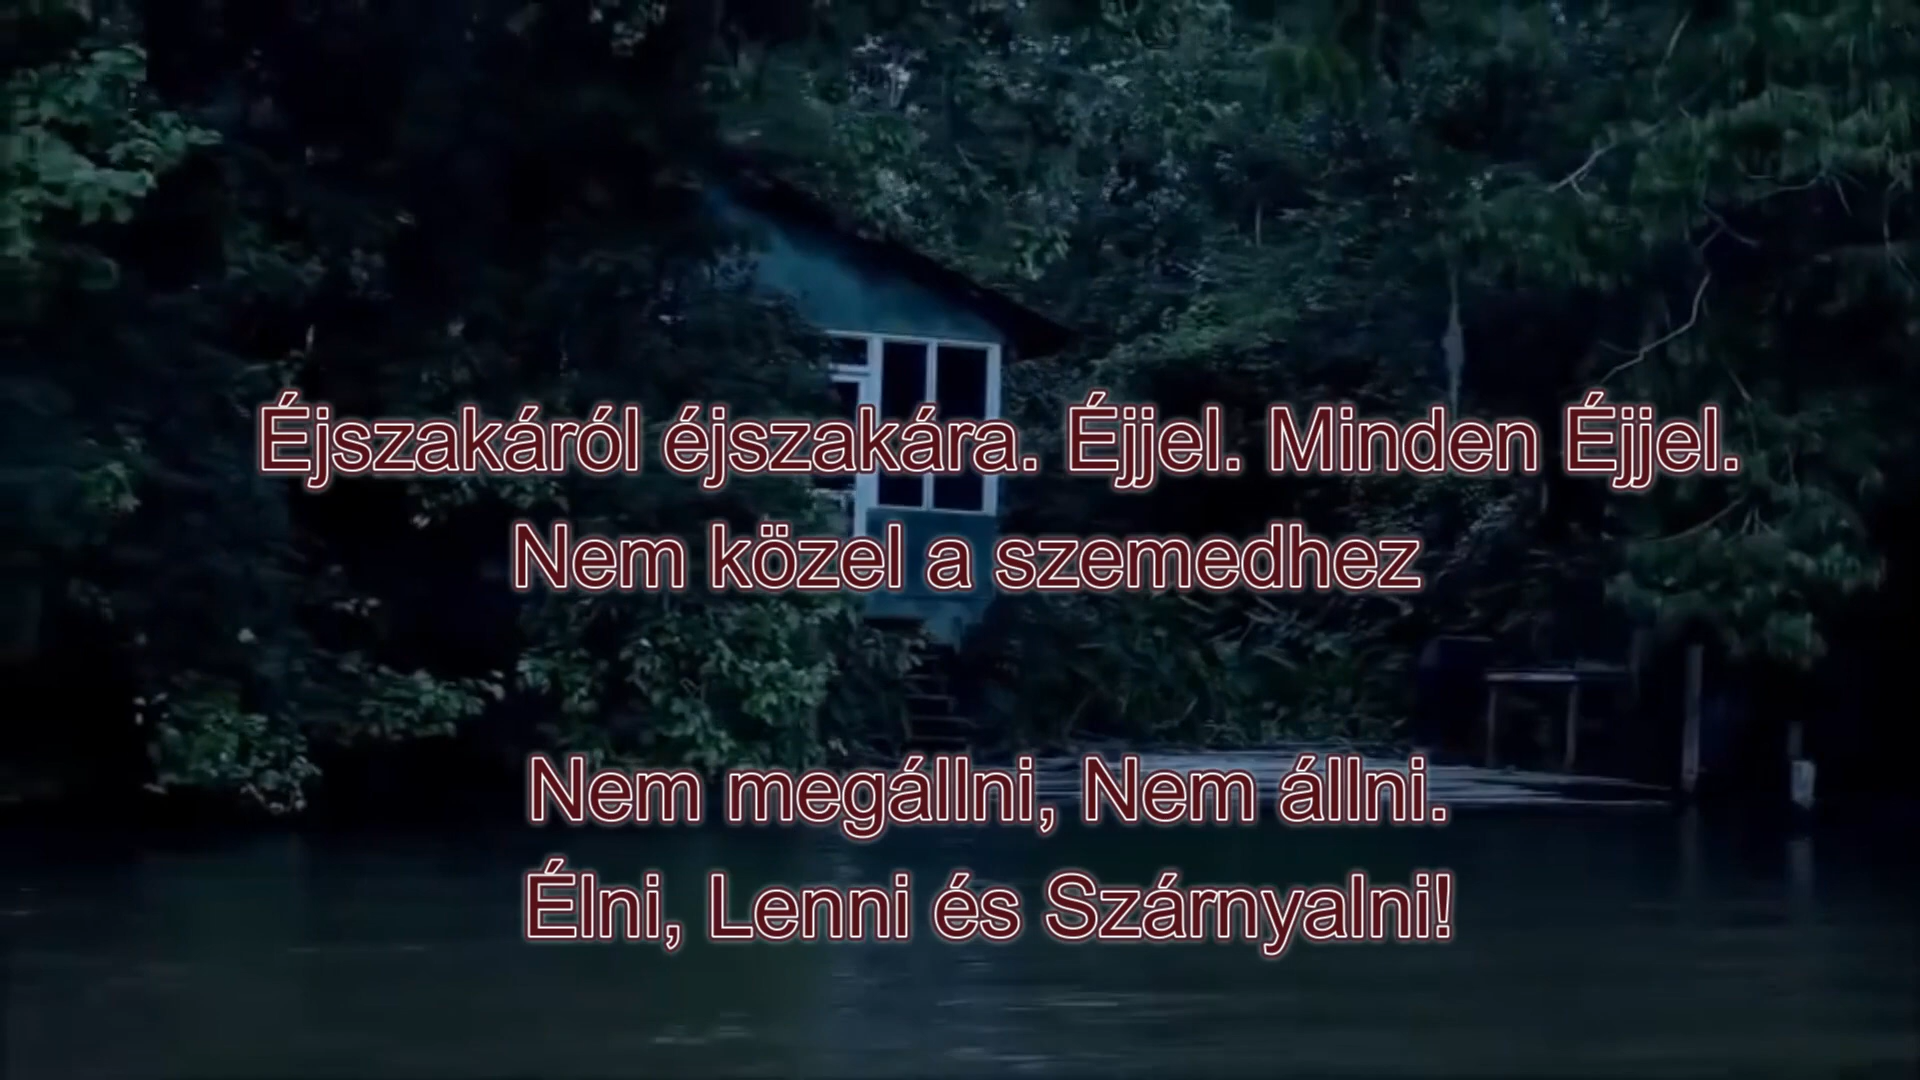 Éjszakáról éjszakára. Éjjel. Minden Éjjel.
Nem közel a szemedhez
Nem megállni, Nem állni.
Élni, Lenni és Szárnyalni!